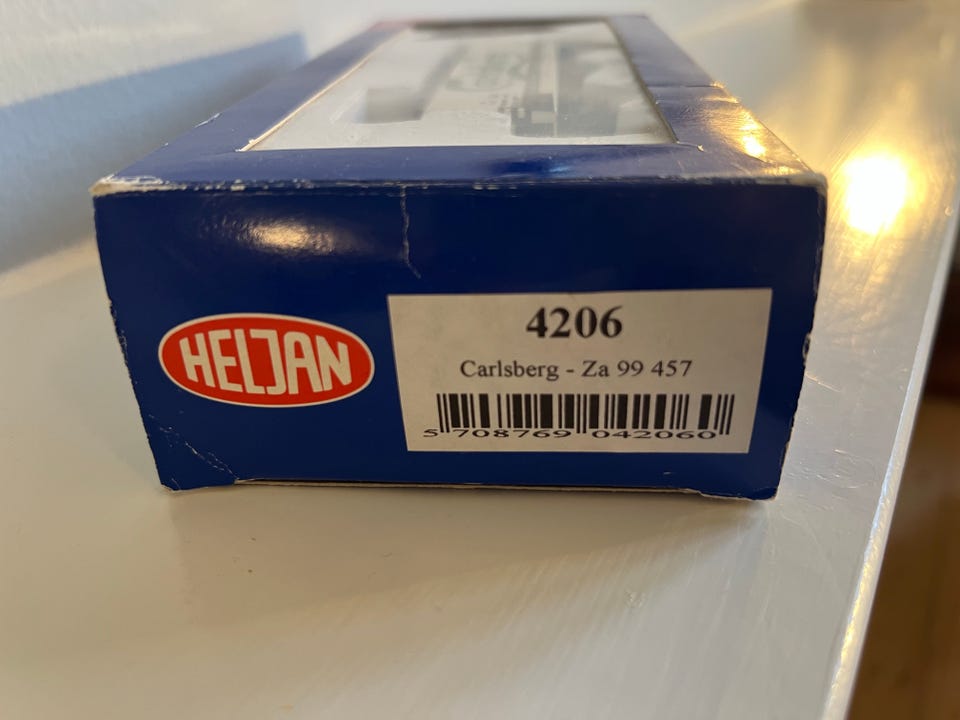 HELJAN
4206
Carlsberg - Za 99 457
5 708769 042060